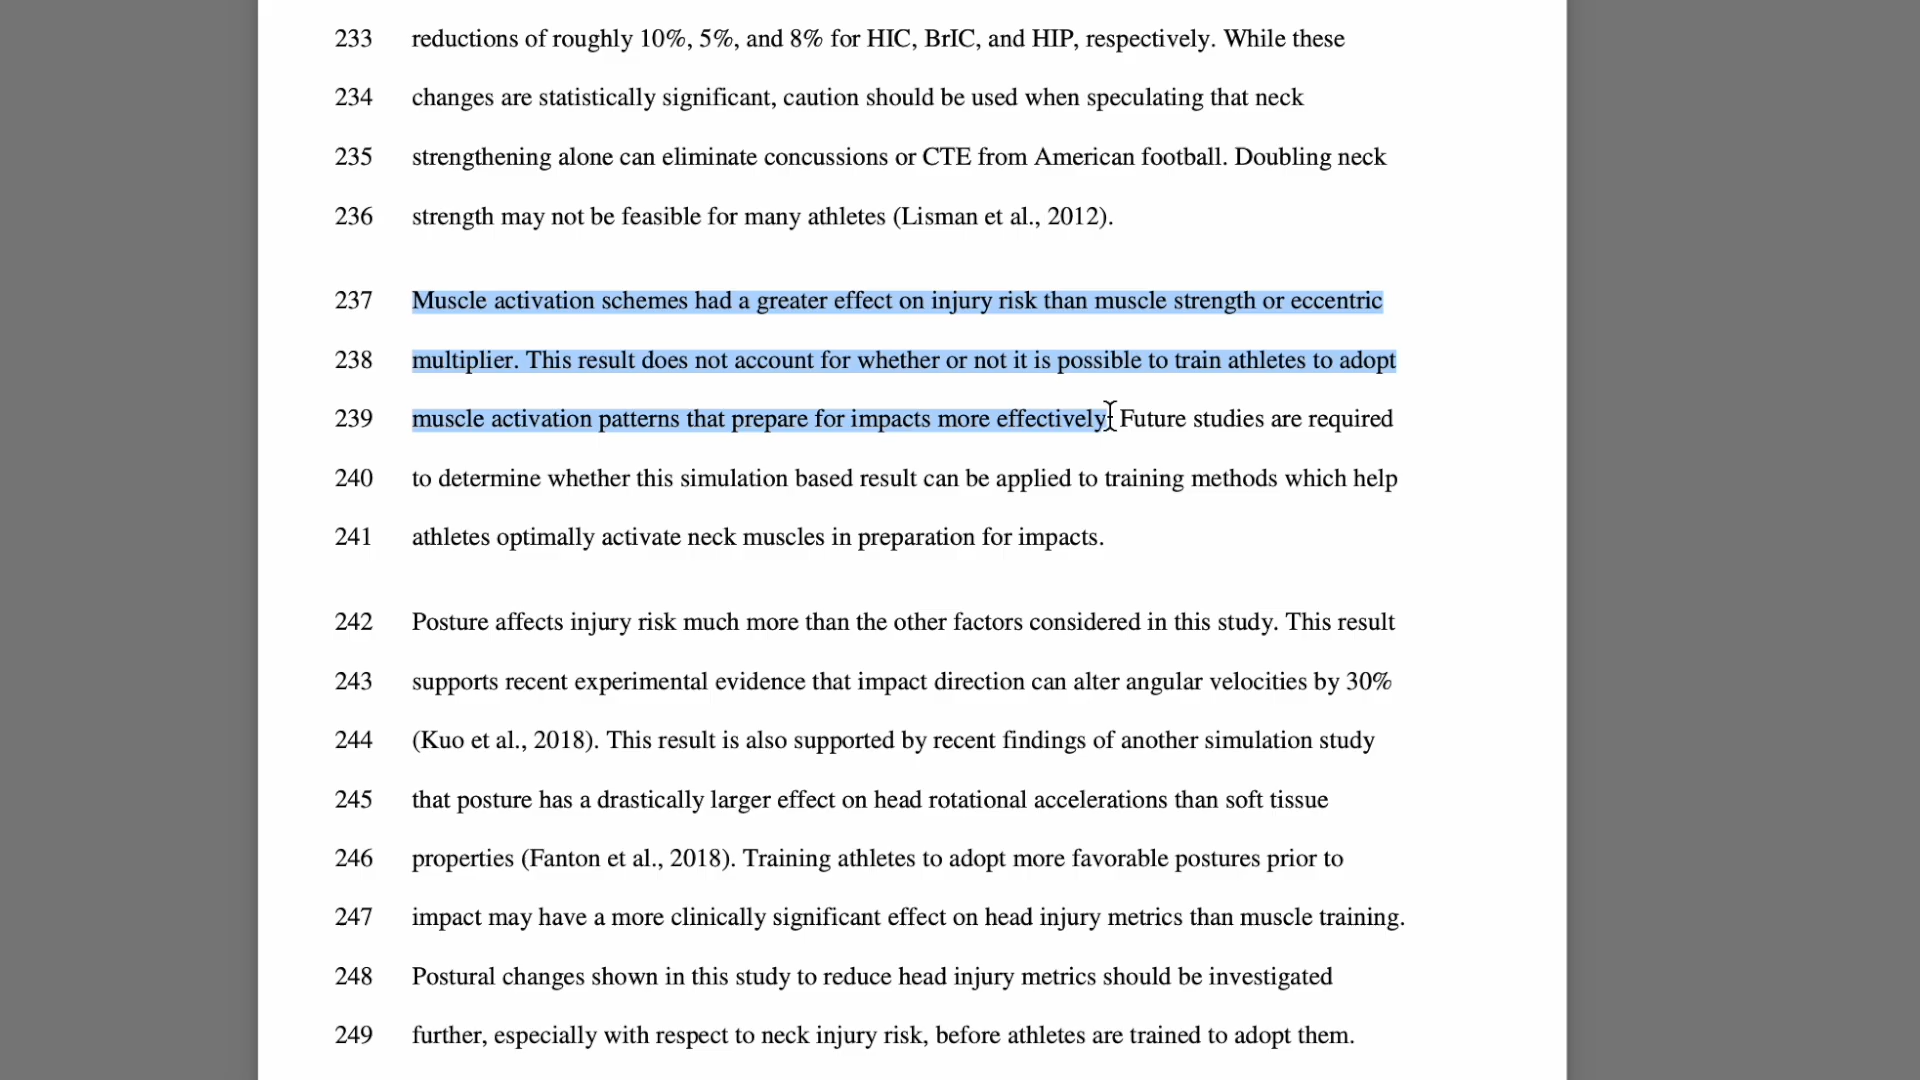 233 reductions of roughly 10%, 5%, and 8% for HIC, BrIC, and HIP, respectively. While these
234 changes are statistically significant, caution should be used when speculating that neck
235 strengthening alone can eliminate concussions or CTE from American football. Doubling neck
236 strength may not be feasible for many athletes (Lisman et al., 2012).
237 Muscle activation schemes had a greater effect on injury risk than muscle strength or eccentric
238 multiplier. This result does not account for whether or not it is possible to train athletes to adopt
239 muscle activation patterns that prepare for impacts more effectively. Future studies are required
240 to determine whether this simulation based result can be applied to training methods which help
241 athletes optimally activate neck muscles in preparation for impacts.
242 Posture affects injury risk much more than the other factors considered in this study. This result
243 supports recent experimental evidence that impact direction can alter angular velocities by 30%
244 (Kuo et al., 2018). This result is also supported by recent findings of another simulation study
245 that posture has a drastically larger effect on head rotational accelerations than soft tissue
246 properties (Fanton et al., 2018). Training athletes to adopt more favorable postures prior to
247 impact may have a more clinically significant effect on head injury metrics than muscle training.
248 Postural changes shown in this study to reduce head injury metrics should be investigated
249 further, especially with respect to neck injury risk, before athletes are trained to adopt them.